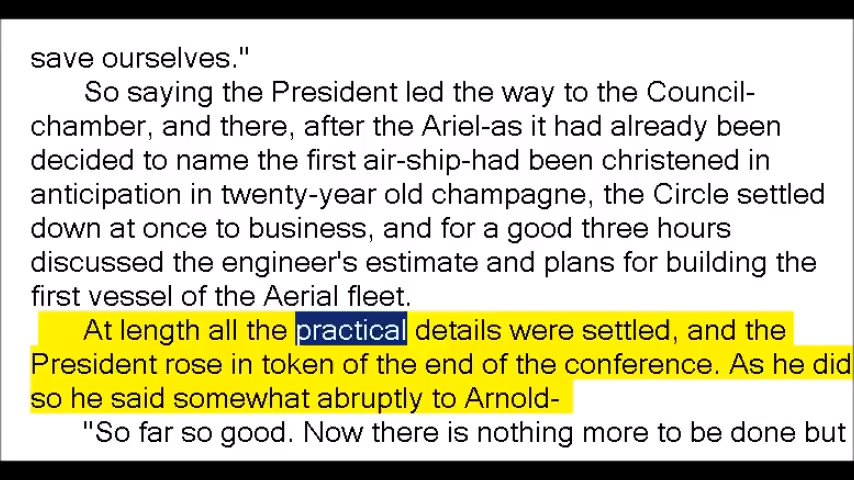 save ourselves."
So saying the President led the way to the Council-
chamber, and there, after the Ariel-as it had already been
decided to name the first air-ship-had been christened in
anticipation in twenty-year old champagne, the Circle settled
down at once to business, and for a good three hours
discussed the engineer's estimate and plans for building the
first vessel of the Aerial fleet.
At length all the practical details were settled, and the
President rose in token of the end of the conference. As he did
so he said somewhat abruptly to Arnold-
"So far so good. Now there is nothing more to be done but